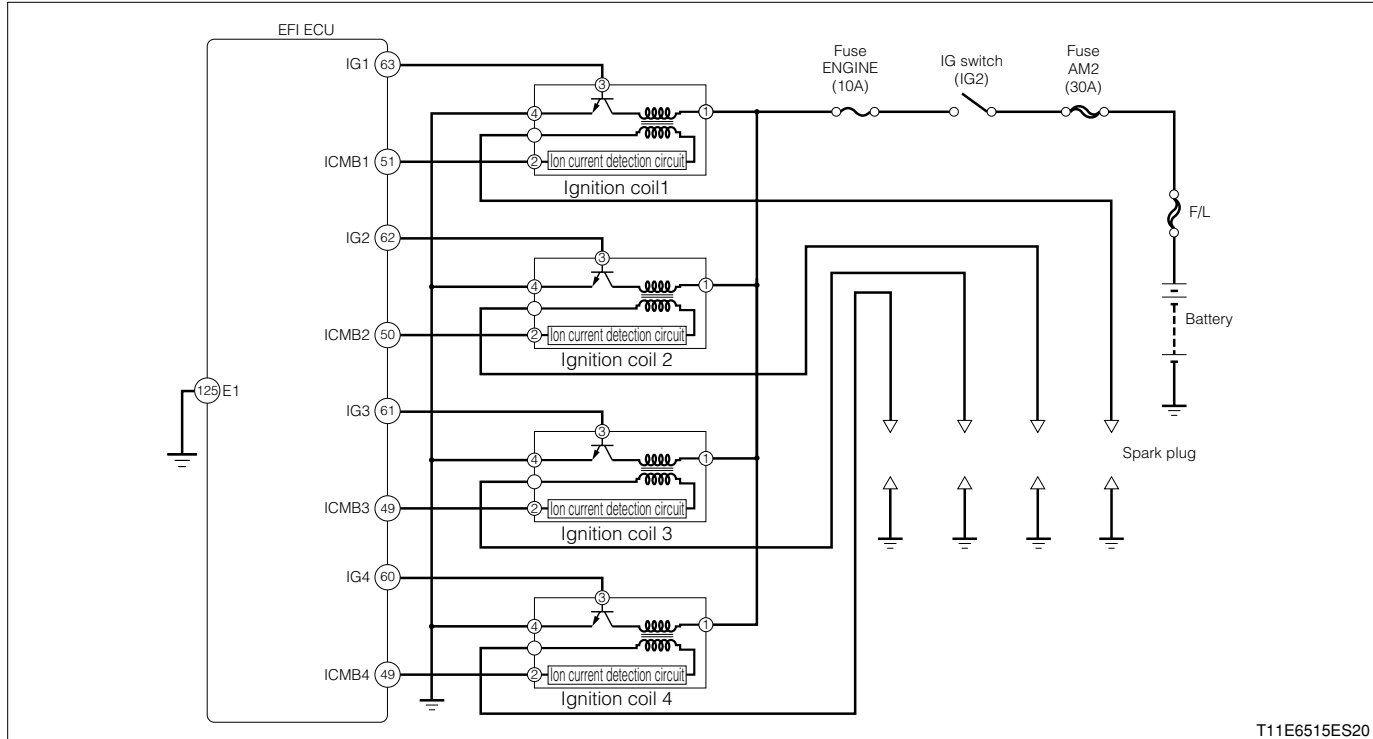 EFI ECU
IG1 63
ICMB1 51
IG2 62
ICMB2 50
125 E1
IG3 61
ICMB3 49
IG4 60
ICMB4 49
3
4
1
2 Ion current detection circuit
Ignition coil1
3
4
1
2 Ion current detection circuit
Ignition coil 2
3
4
1
2 Ion current detection circuit
Ignition coil 3
3
4
1
2 Ion current detection circuit
Ignition coil 4
Fuse
ENGINE
(10A)
IG switch
(IG2)
Fuse
AM2
(30A)
F/L
Battery
Spark plug
T11E6515ES20